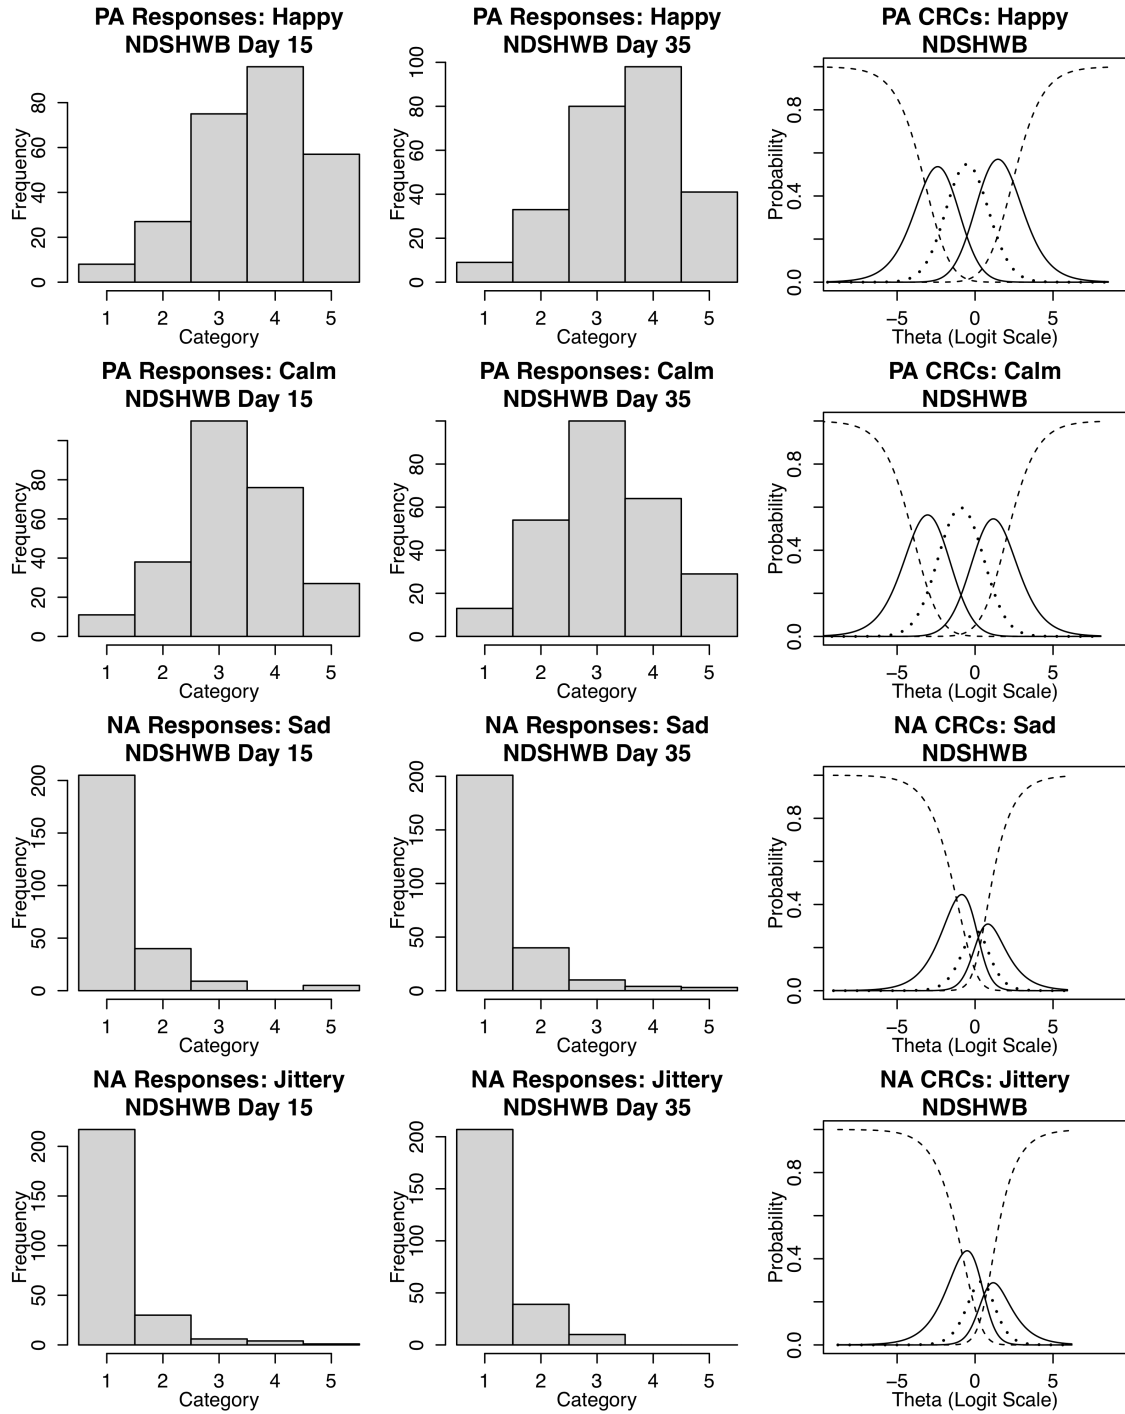 PA Responses: Happy
NDSHWB Day 15
Frequency
0
20
40
60
80
1 2 3 4 5
Category
PA Responses: Happy
NDSHWB Day 35
Frequency
0
20
40
60
80
100
1 2 3 4 5
Category
PA CRCs: Happy
NDSHWB
Probability
0.0
0.4
0.8
−5 0 5
Theta (Logit Scale)
PA Responses: Calm
NDSHWB Day 15
Frequency
0
20
40
60
80
1 2 3 4 5
Category
PA Responses: Calm
NDSHWB Day 35
Frequency
0
20
40
60
80
1 2 3 4 5
Category
PA CRCs: Calm
NDSHWB
Probability
0.0
0.4
0.8
−5 0 5
Theta (Logit Scale)
NA Responses: Sad
NDSHWB Day 15
Frequency
0
50
100
150
200
1 2 3 4 5
Category
NA Responses: Sad
NDSHWB Day 35
Frequency
0
50
100
150
200
1 2 3 4 5
Category
NA CRCs: Sad
NDSHWB
Probability
0.0
0.4
0.8
−5 0 5
Theta (Logit Scale)
NA Responses: Jittery
NDSHWB Day 15
Frequency
0
50
100
150
200
1 2 3 4 5
Category
NA Responses: Jittery
NDSHWB Day 35
Frequency
0
50
100
150
200
1 2 3 4 5
Category
NA CRCs: Jittery
NDSHWB
Probability
0.0
0.4
0.8
−5 0 5
Theta (Logit Scale)